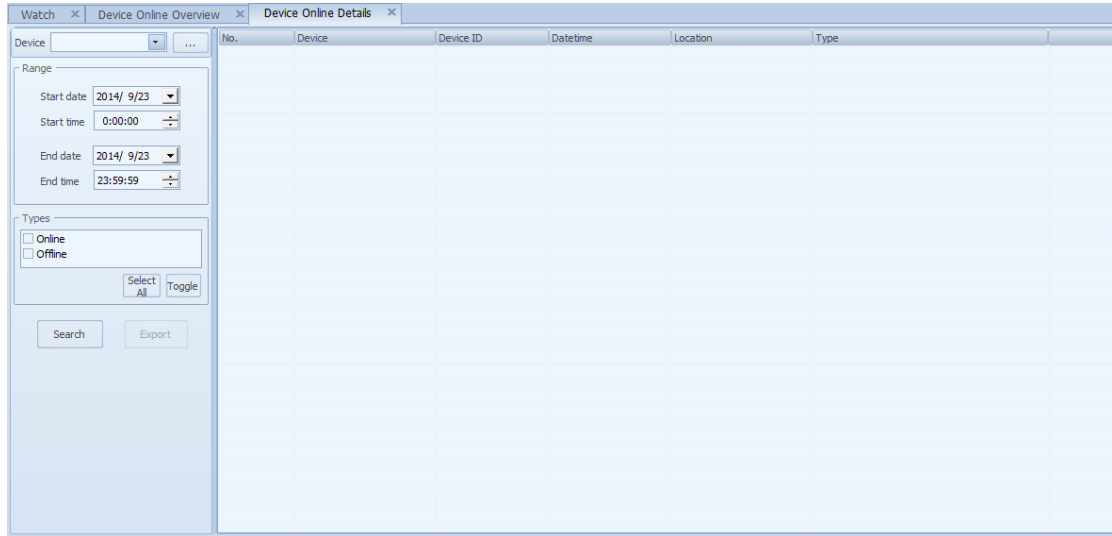 Watch Device Online Overview Device Online Details
Device ...
No. Device Device ID Datetime Location Type
Range
Start date 2014/ 9/23
Start time 0:00:00
End date 2014/ 9/23
End time 23:59:59
Types
Online
Offline
Select All Toggle
Search Export